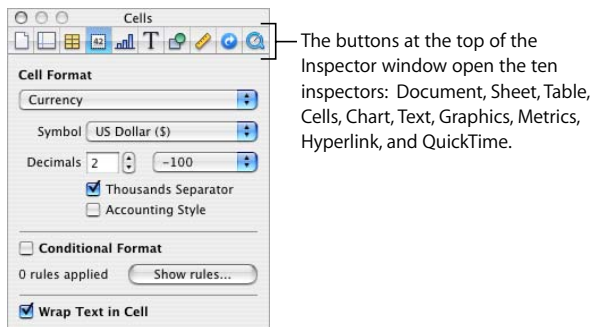 Cells
42
T
The buttons at the top of the
Inspector window open the ten
inspectors: Document, Sheet, Table,
Cells, Chart, Text, Graphics, Metrics,
Hyperlink, and QuickTime.
Cell Format
Currency
Symbol US Dollar ($)
Decimals 2 -100
Thousands Separator
Accounting Style
Conditional Format
0 rules applied Show rules...
Wrap Text in Cell